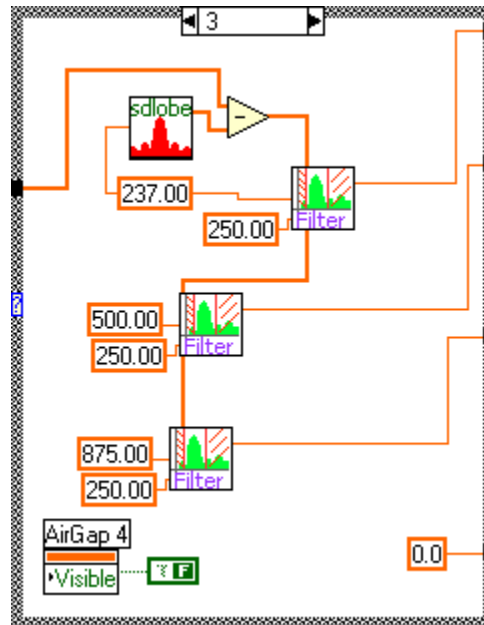 3
sdlobe
-
237.00
250.00
Filter
?
500.00
250.00
Filter
875.00
250.00
Filter
AirGap 4
Visible
F
0.0